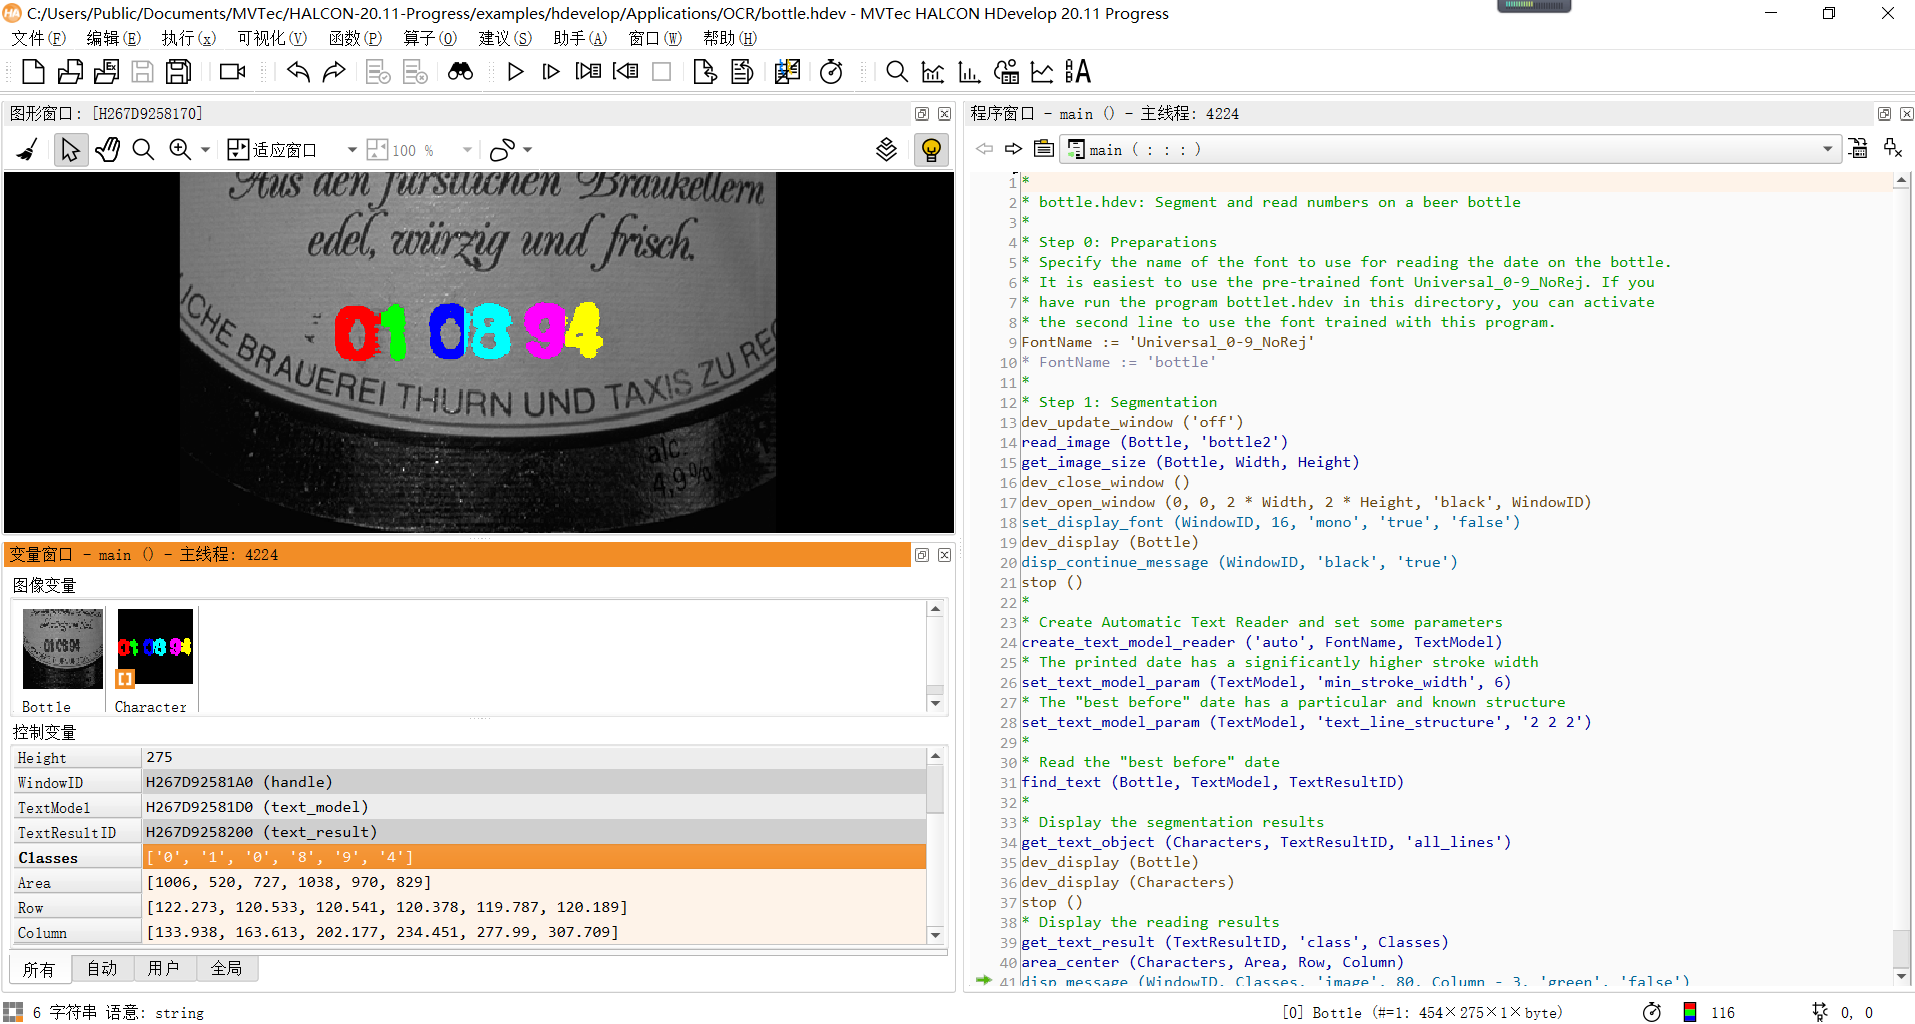 C:/Users/Public/Documents/MVTec/HALCON-20.11-Progress/examples/hdevelop/Applications/OCR/bottle.hdev - MVTec HALCON HDevelop 20.11 Progress
文件(F) 编辑(E) 执行(x) 可视化(V) 函数(P) 算子(O) 建议(S) 助手(A) 窗口(W) 帮助(H)
图形窗口: [H267D9258170]
适应窗口 100 %
Aus den fürstlichen Braukellern
edel, würzig und frisch.
01 08 94
ICHE BRAUEREI THURN UND TAXIS ZU REG
alc.
4,9%
变量窗口 - main () - 主线程: 4224
图像变量
Bottle Character
控制变量
Height 275
WindowID H267D92581A0 (handle)
TextModel H267D92581D0 (text_model)
TextResultID H267D9258200 (text_result)
Classes ['0', '1', '0', '8', '9', '4']
Area [1006, 520, 727, 1038, 970, 829]
Row [122.273, 120.533, 120.541, 120.378, 119.787, 120.189]
Column [133.938, 163.613, 202.177, 234.451, 277.99, 307.709]
所有 自动 用户 全局
程序窗口 - main () - 主线程: 4224
main ( : : : )
1 *
2 * bottle.hdev: Segment and read numbers on a beer bottle
3 *
4 * Step 0: Preparations
5 * Specify the name of the font to use for reading the date on the bottle.
6 * It is easiest to use the pre-trained font Universal_0-9_NoRej. If you
7 * have run the program bottlet.hdev in this directory, you can activate
8 * the second line to use the font trained with this program.
9 FontName := 'Universal_0-9_NoRej'
10 * FontName := 'bottle'
11 *
12 * Step 1: Segmentation
13 dev_update_window ('off')
14 read_image (Bottle, 'bottle2')
15 get_image_size (Bottle, Width, Height)
16 dev_close_window ()
17 dev_open_window (0, 0, 2 * Width, 2 * Height, 'black', WindowID)
18 set_display_font (WindowID, 16, 'mono', 'true', 'false')
19 dev_display (Bottle)
20 disp_continue_message (WindowID, 'black', 'true')
21 stop ()
22 *
23 * Create Automatic Text Reader and set some parameters
24 create_text_model_reader ('auto', FontName, TextModel)
25 * The printed date has a significantly higher stroke width
26 set_text_model_param (TextModel, 'min_stroke_width', 6)
27 * The "best before" date has a particular and known structure
28 set_text_model_param (TextModel, 'text_line_structure', '2 2 2')
29 *
30 * Read the "best before" date
31 find_text (Bottle, TextModel, TextResultID)
32 *
33 * Display the segmentation results
34 get_text_object (Characters, TextResultID, 'all_lines')
35 dev_display (Bottle)
36 dev_display (Characters)
37 stop ()
38 * Display the reading results
39 get_text_result (TextResultID, 'class', Classes)
40 area_center (Characters, Area, Row, Column)
41 disp_message (WindowID, Classes, 'image', 80, Column - 3, 'green', 'false')
6 字符串 语意: string
[0] Bottle (#=1: 454×275×1×byte)
116
0, 0